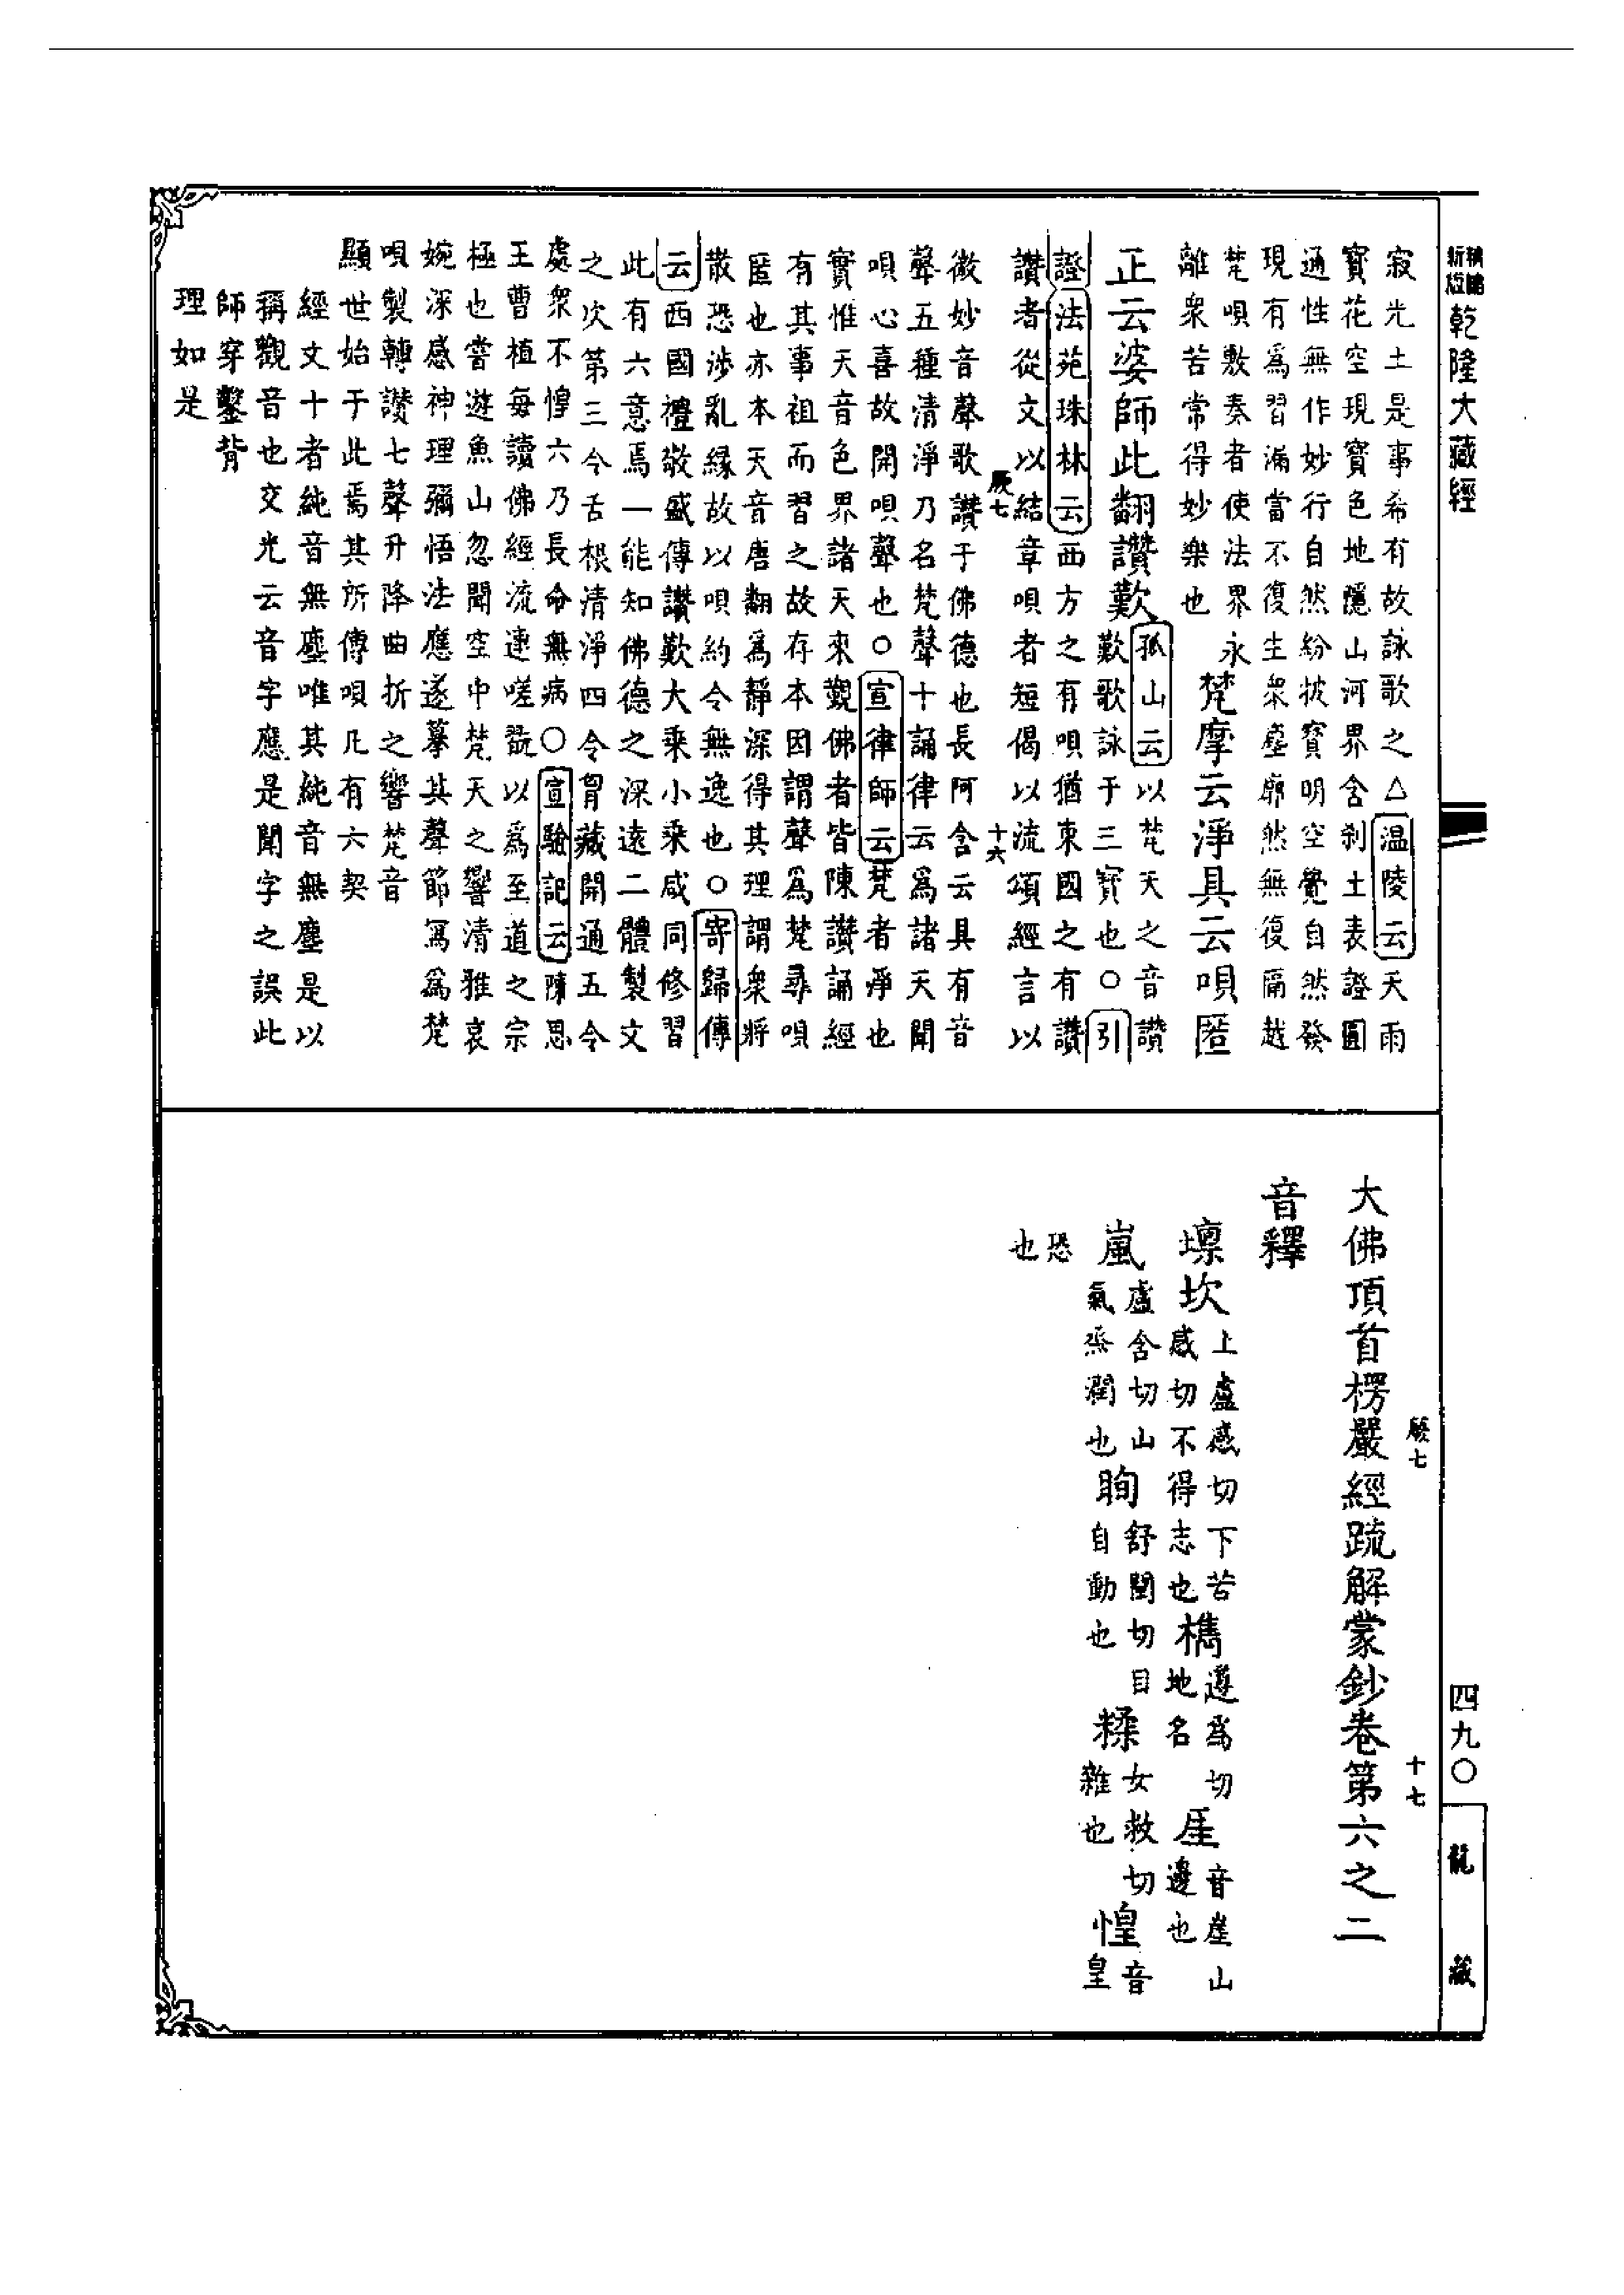 新編縮版乾隆大藏經
四九〇
龍藏
寂光土是事希有故詠歌之△温陵云天雨
寶花空現寶色地隱山河界含刹土表證圓
通性無作妙行自然紛披寶明空覺自然發
現有爲習漏當不復生衆塵廓然無復隔越
梵唄敷奏者使法界永
離衆苦常得妙樂也
梵摩云淨具云唄匿
正云婆師此翻讚歎孤山云以梵天之音讚
歎歌詠于三寶也〇引
證法苑珠林云西方之有唄猶東國之有讚
讚者從文以結章唄者短偈以流頌經言以
厥七
十六
微妙音聲歌讚于佛德也長阿含云具有音
聲五種清淨乃名梵聲十誦律云爲諸天聞
唄心喜故開唄聲也〇宣律師云梵者淨也
實惟天音色界諸天來覲佛者皆陳讚誦經
有其事祖而習之故存本因謂聲爲梵尋唄
匿也亦本天音唐翻爲靜深得其理謂衆將
散恐涉亂緣故以唄約令無逸也〇寄歸傳
云西國禮敬盛傳讚歎大乘小乘咸同修習
此有六意焉一能知佛德之深遠二體製文
之次第三令舌根清淨四令胷藏開通五令
處衆不惶六乃長命無病〇宣驗記云陳思
王曹植每讀佛經流連嗟翫以爲至道之宗
極也嘗遊魚山忽聞空中梵天之響清雅哀
婉深感神理彌悟法應遂摹其聲節寫爲梵
唄製轉讚七聲升降曲折之響梵音
顯世始于此焉其所傳唄凡有六契
經文十者純音無塵唯其純音無塵是以
稱觀音也交光云音字應是聞字之誤此
師穿鑿背
理如是
大佛頂首楞嚴經疏解蒙鈔卷第六之二
厥七
十七
音釋
壈坎上盧感切下苦感切不得志也檇遵爲切地名厓音崖山邊也
嵐盧含切山氣烝潤也眴舒閏切目自動也糅女救切雜也惶音皇
恐也